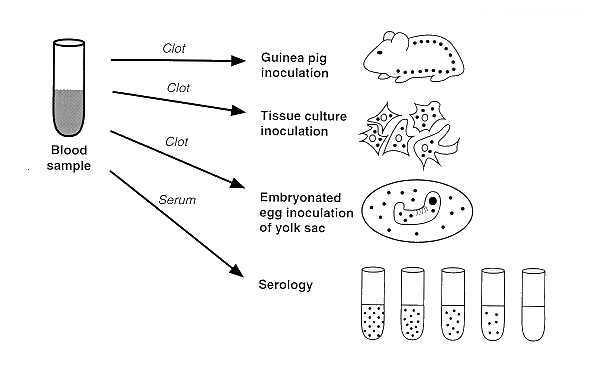 Clot
Guinea pig
inoculation
Clot
Tissue culture
inoculation
Blood
sample
Clot
Embryonated
egg inoculation
of yolk sac
Serum
Serology